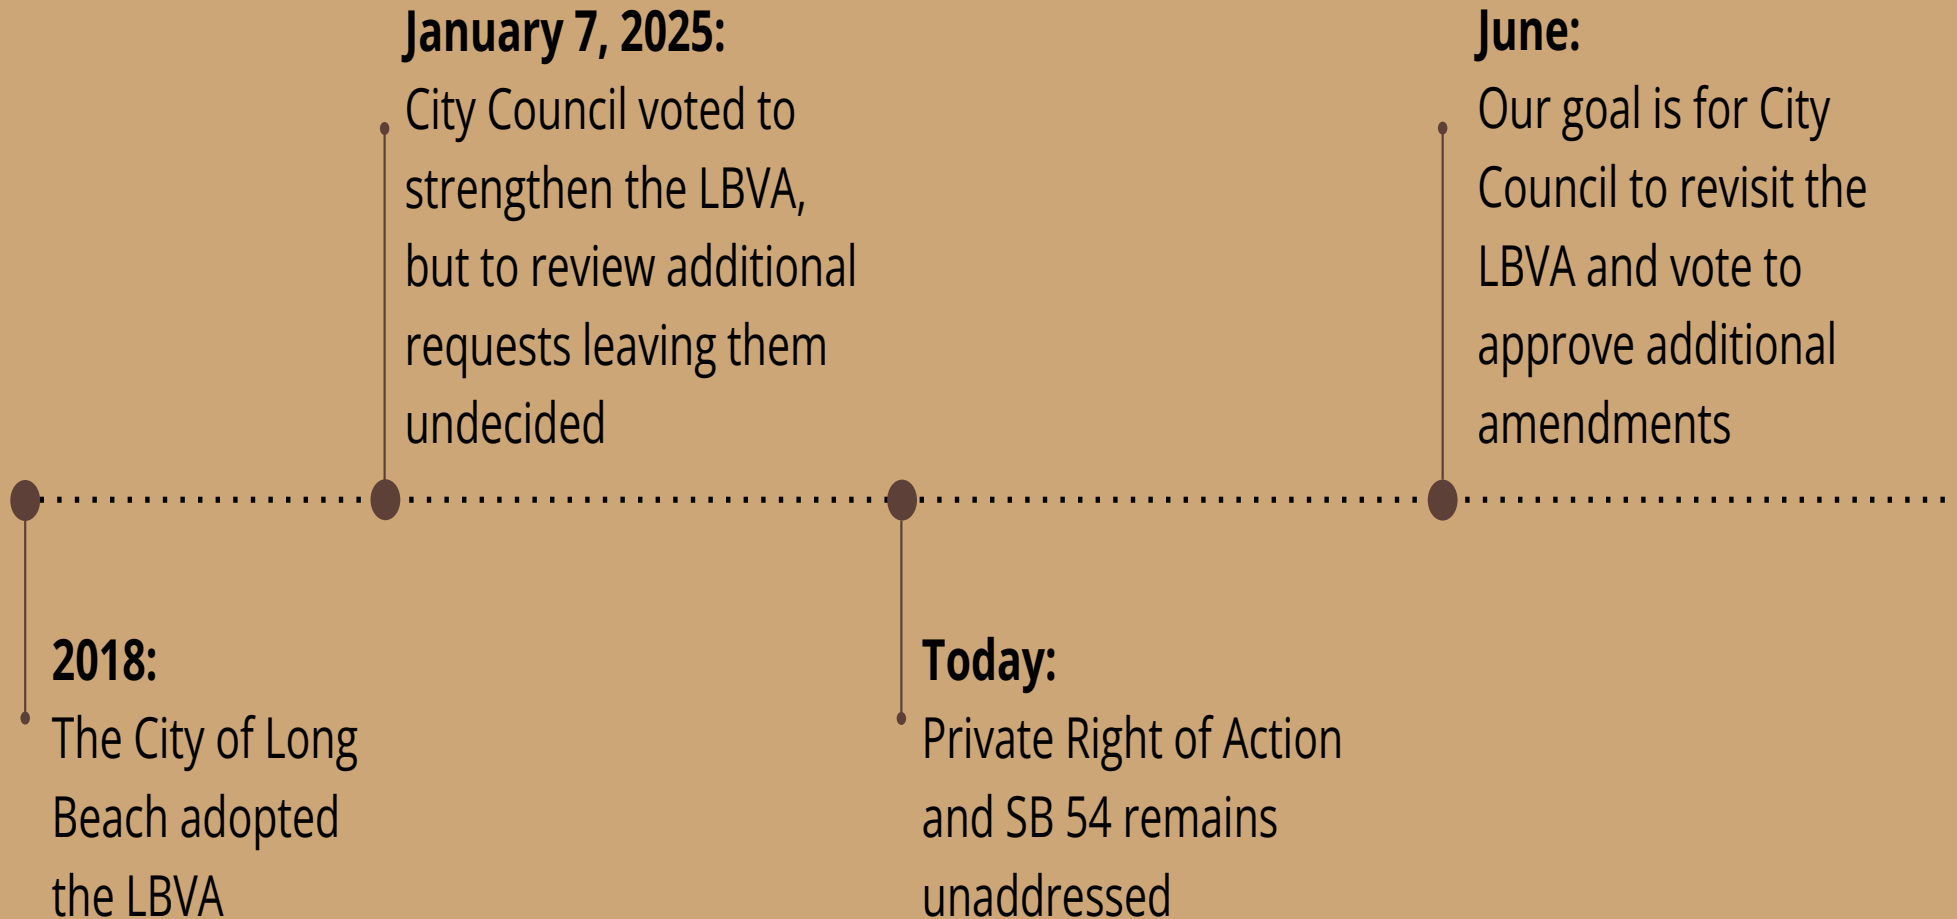 January 7, 2025:
City Council voted to
strengthen the LBVA,
but to review additional
requests leaving them
undecided
June:
Our goal is for City
Council to revisit the
LBVA and vote to
approve additional
amendments
2018:
The City of Long
Beach adopted
the LBVA
Today:
Private Right of Action
and SB 54 remains
unaddressed